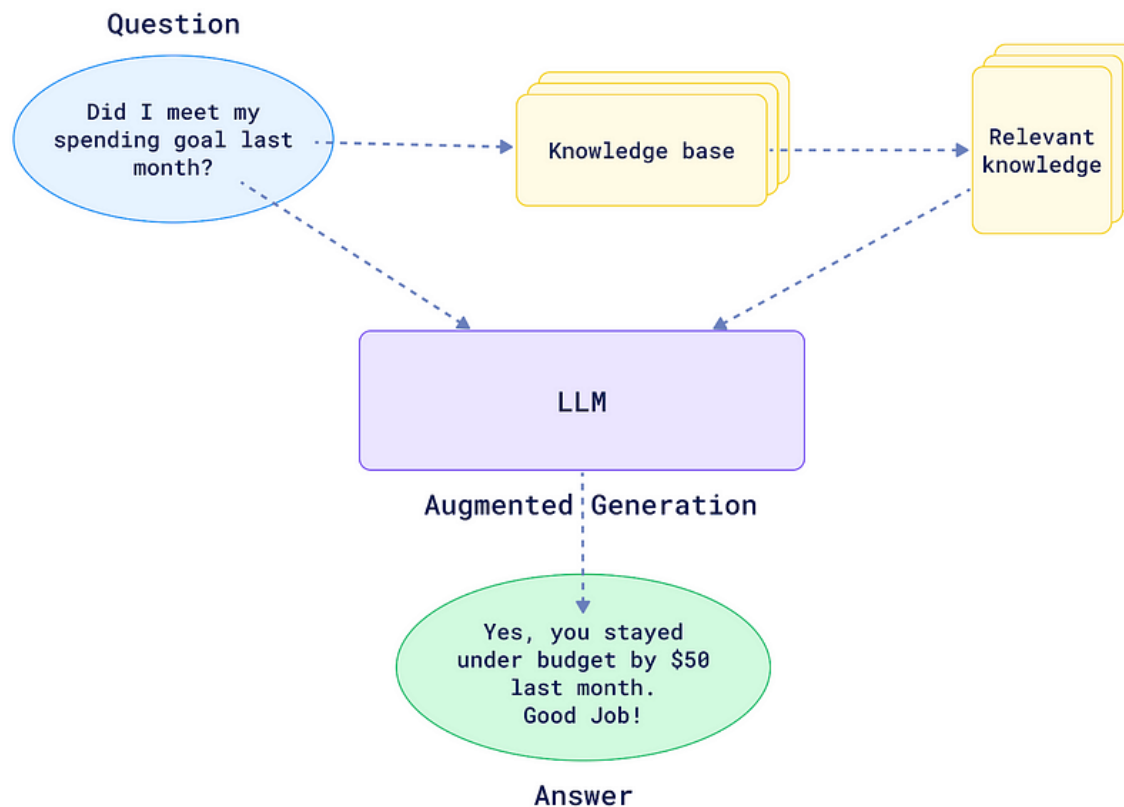 Question
Did I meet my
spending goal last
month?
Knowledge base
Relevant
knowledge
LLM
Augmented Generation
Yes, you stayed
under budget by $50
last month.
Good Job!
Answer